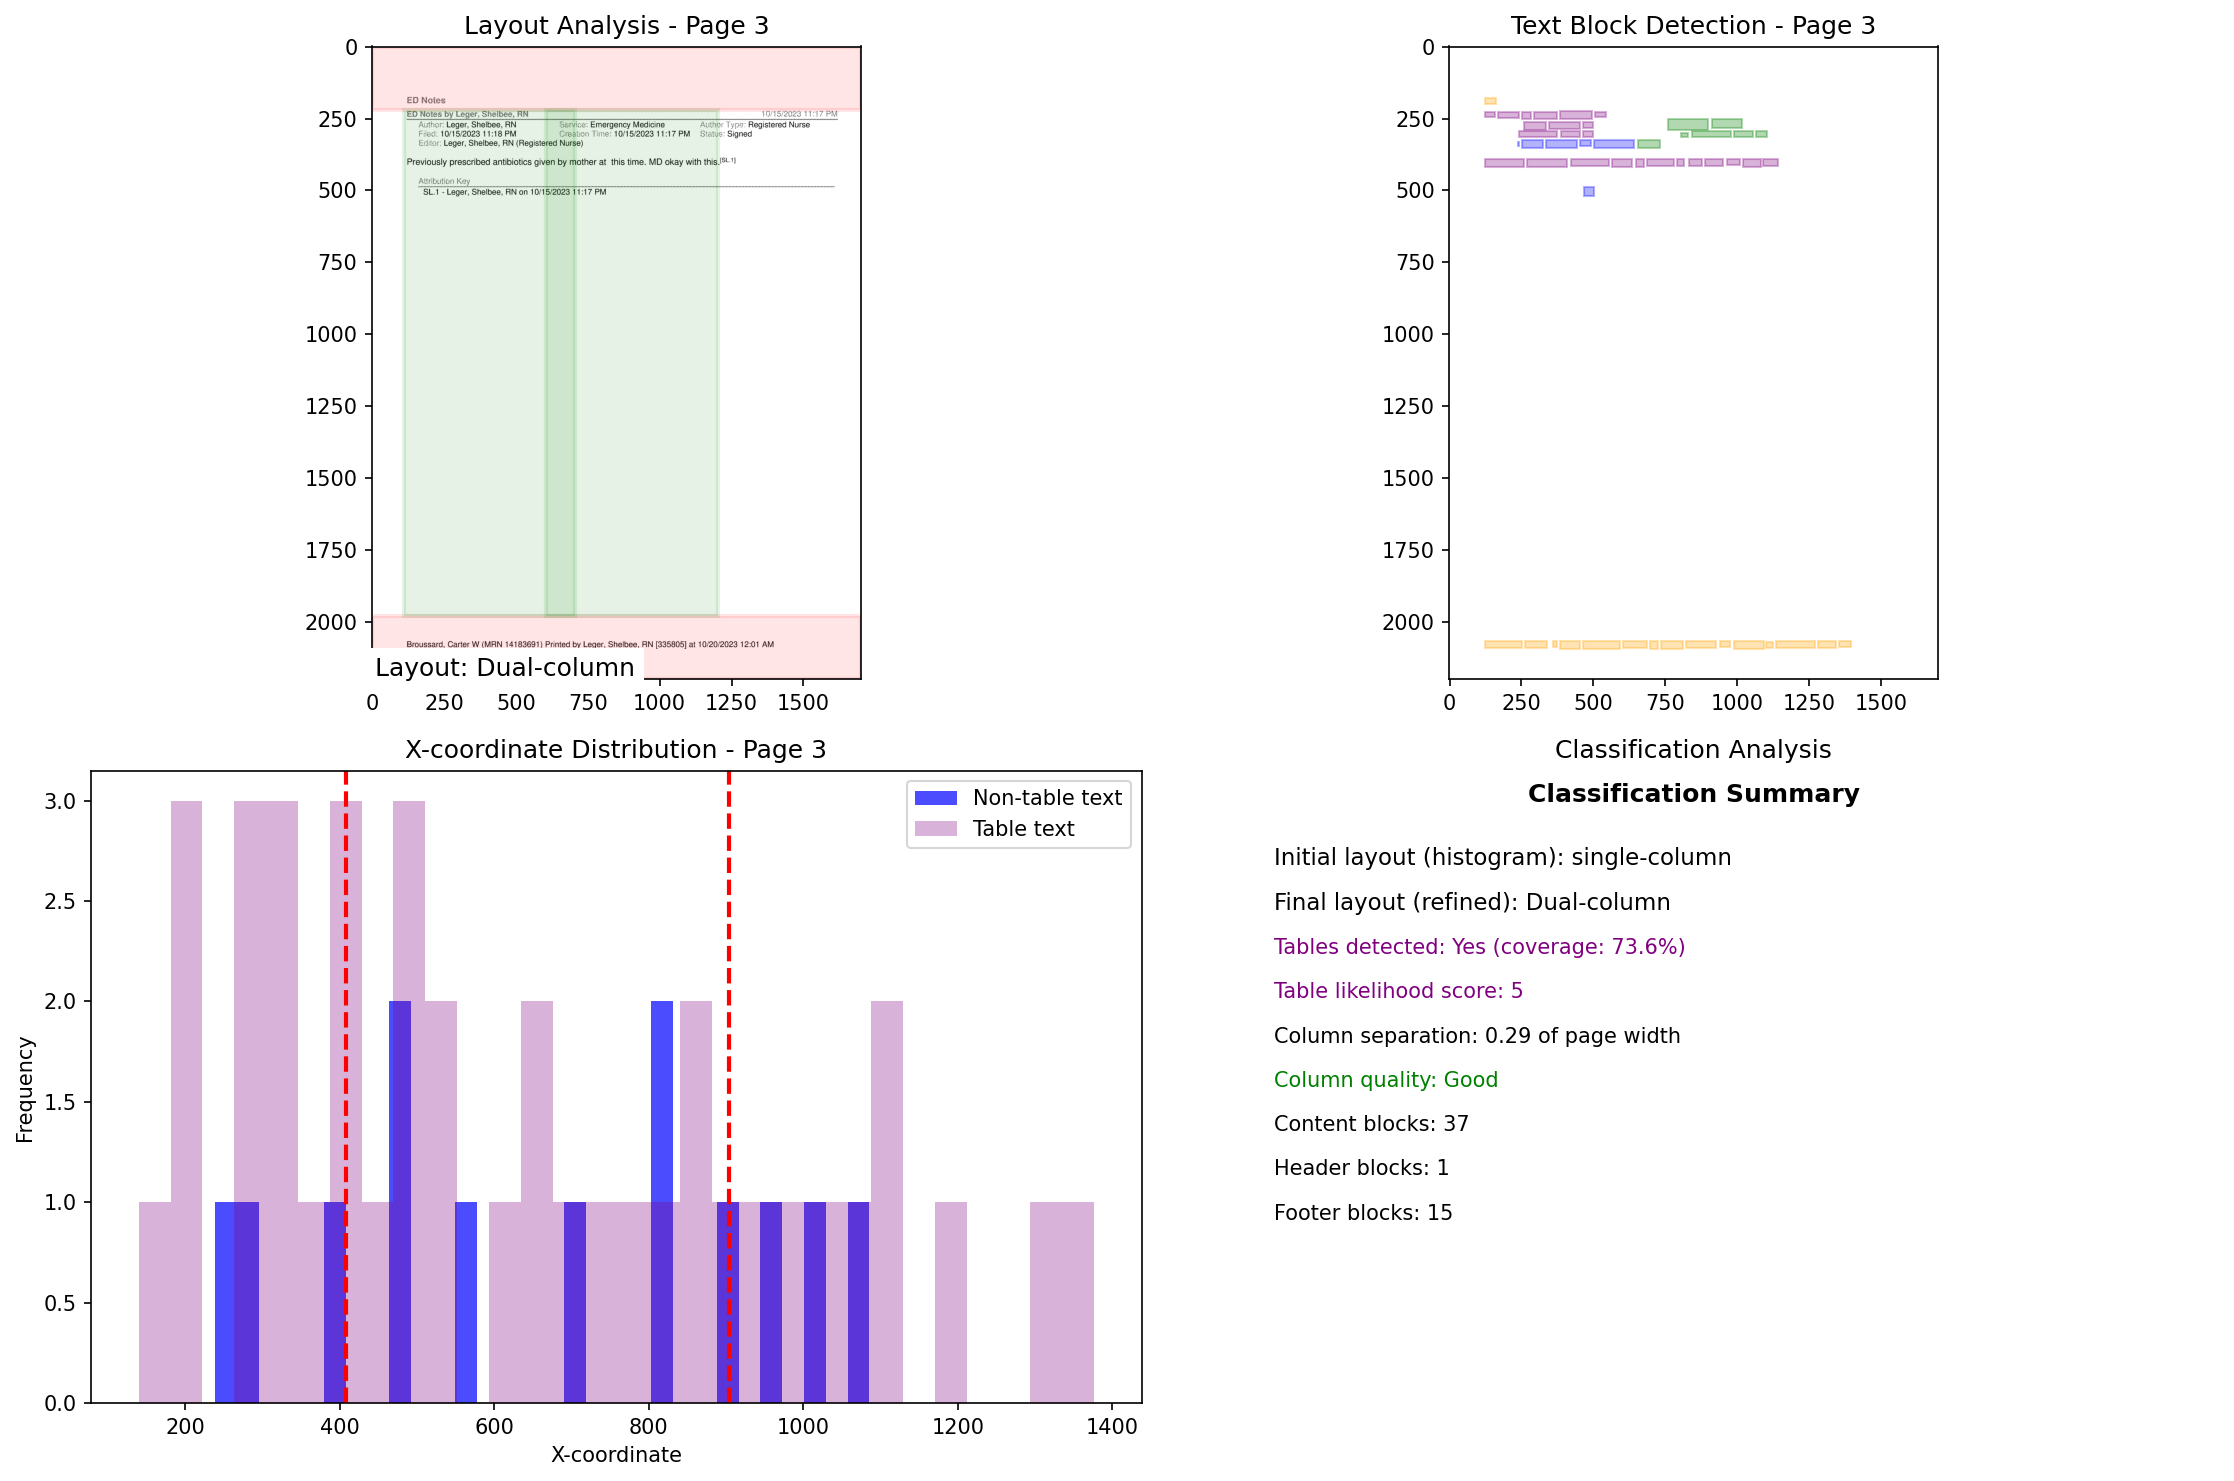 Layout Analysis - Page 3
0
250
500
750
1000
1250
1500
1750
2000
ED Notes
ED Notes by Leger, Shelbee, RN 10/15/2023 11:17 PM
Author: Leger, Shelbee, RN Service: Emergency Medicine Author Type: Registered Nurse
Filed: 10/15/2023 11:18 PM Creation Time: 10/15/2023 11:17 PM Status: Signed
Editor: Leger, Shelbee, RN (Registered Nurse)
Previously prescribed antibiotics given by mother at this time. MD okay with this.[SL.1]
Attribution Key
SL.1 - Leger, Shelbee, RN on 10/15/2023 11:17 PM
Broussard, Carter W (MRN 14183691) Printed by Leger, Shelbee, RN [335805] at 10/20/2023 12:01 AM
Layout: Dual-column
0 250 500 750 1000 1250 1500
Text Block Detection - Page 3
0
250
500
750
1000
1250
1500
1750
2000
0 250 500 750 1000 1250 1500
X-coordinate Distribution - Page 3
Frequency
3.0
2.5
2.0
1.5
1.0
0.5
0.0
Non-table text
Table text
200 400 600 800 1000 1200 1400
X-coordinate
Classification Analysis
Classification Summary
Initial layout (histogram): single-column
Final layout (refined): Dual-column
Tables detected: Yes (coverage: 73.6%)
Table likelihood score: 5
Column separation: 0.29 of page width
Column quality: Good
Content blocks: 37
Header blocks: 1
Footer blocks: 15